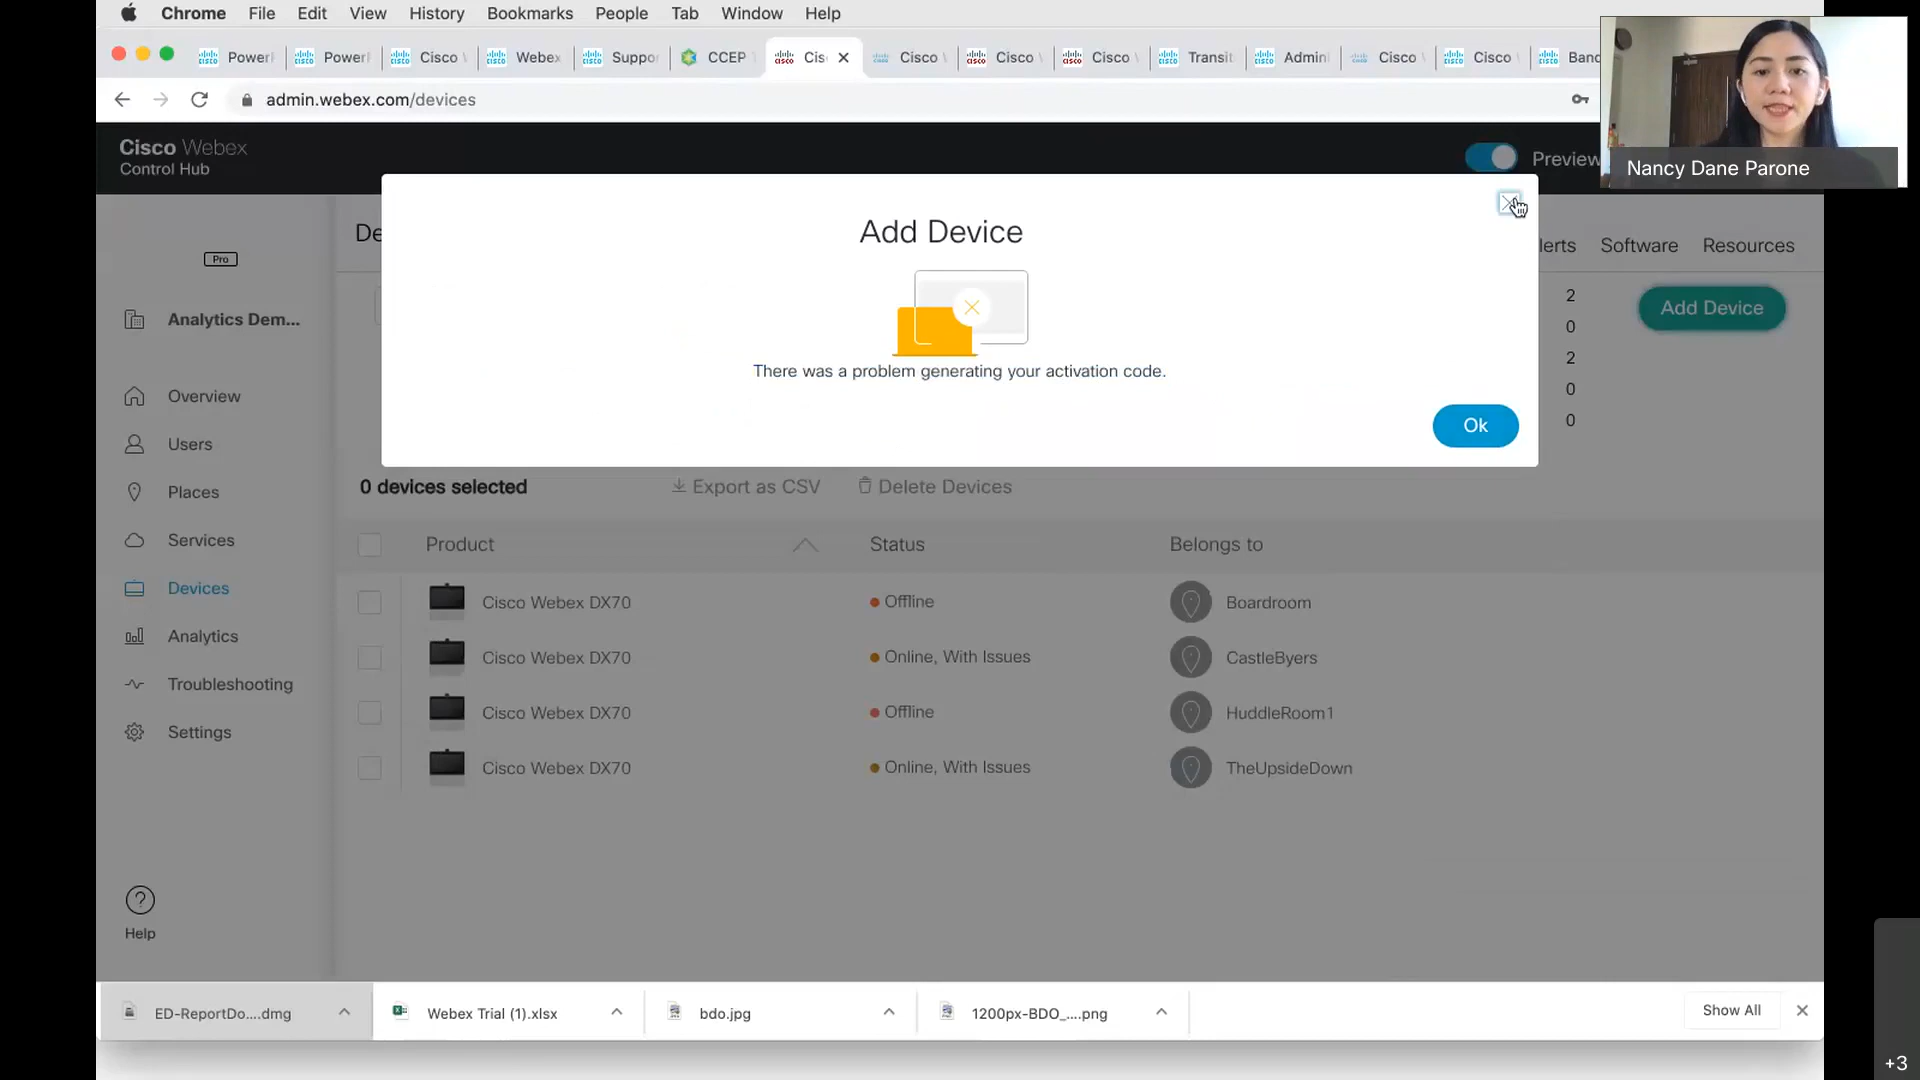 Chrome File Edit View History Bookmarks People Tab Window Help
Power Power Cisco Webex Suppor CCEP Cis Cisco Cisco Cisco Transit Admin Cisco Cisco Banc
admin.webex.com/devices
Cisco Webex
Control Hub
Preview
Nancy Dane Parone
Pro
Analytics Dem...
Overview
Users
Places
Services
Devices
Analytics
Troubleshooting
Settings
Help
De
Add Device
There was a problem generating your activation code.
Ok
lerts Software Resources
2
0
2
0
0
Add Device
0 devices selected Export as CSV Delete Devices
Product Status Belongs to
Cisco Webex DX70 Offline Boardroom
Cisco Webex DX70 Online, With Issues CastleByers
Cisco Webex DX70 Offline HuddleRoom1
Cisco Webex DX70 Online, With Issues TheUpsideDown
ED-ReportDo....dmg Webex Trial (1).xlsx bdo.jpg 1200px-BDO_....png Show All
+3